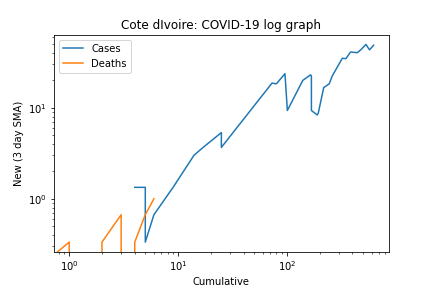 Cote dIvoire: COVID-19 log graph
Cases
Deaths
New (3 day SMA)
10¹
10⁰
10⁰
10¹
10²
Cumulative